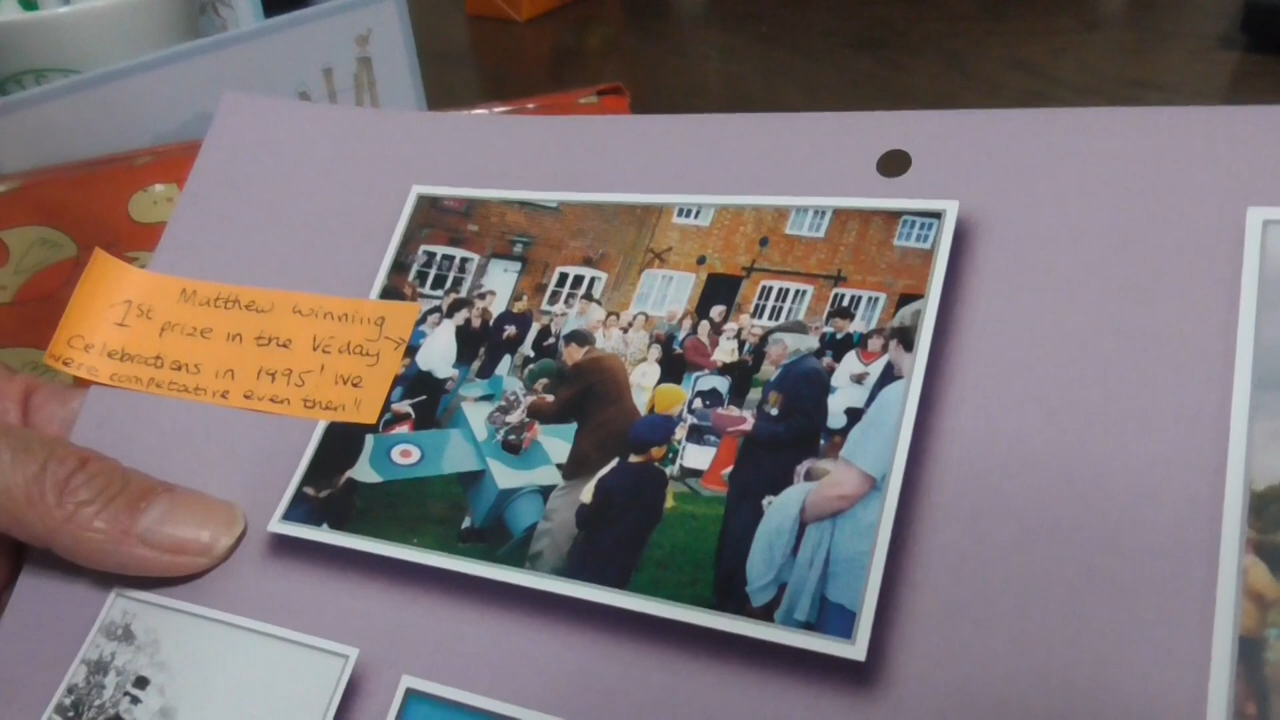 Matthew winning
1st prize in the VE day →
Celebrations in 1995! We
were competative even then!!